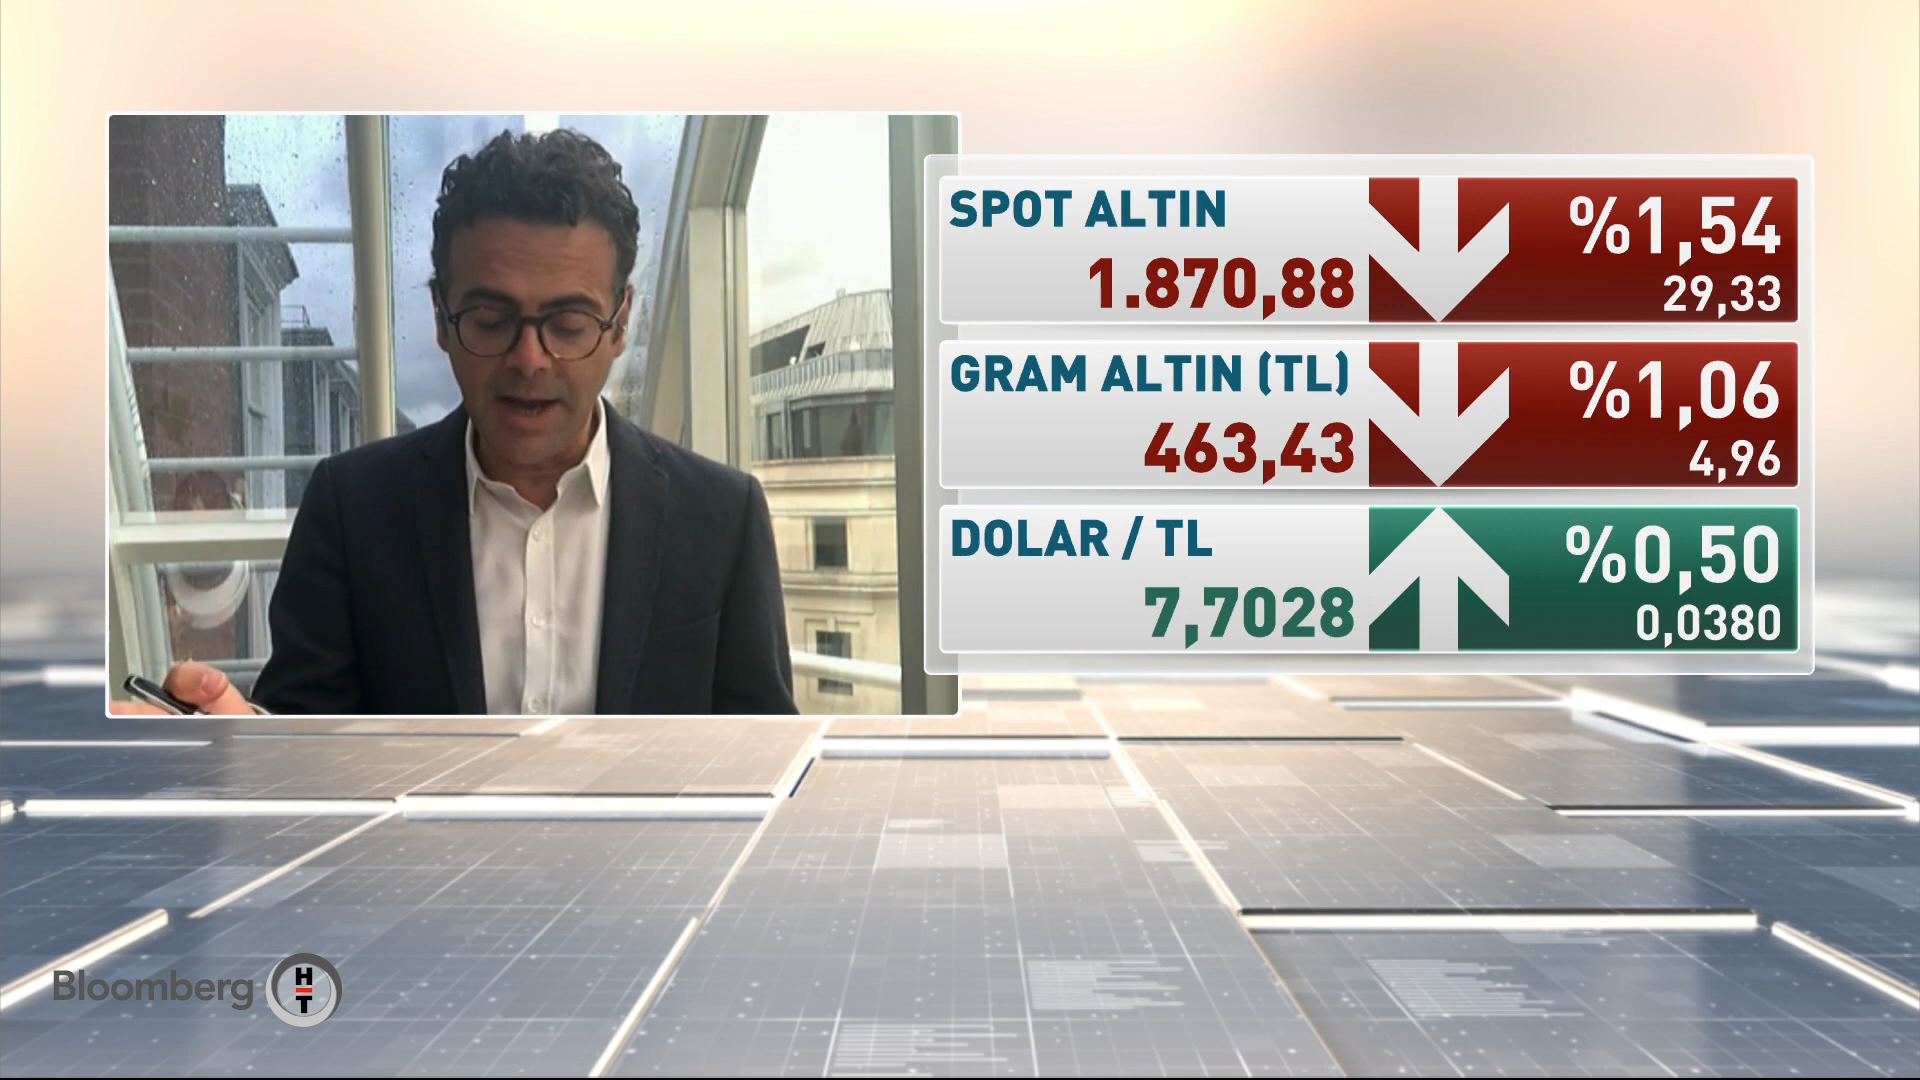 SPOT ALTIN
1.870,88
%1,54
29,33
GRAM ALTIN (TL)
463,43
%1,06
4,96
DOLAR / TL
7,7028
%0,50
0,0380
Bloomberg HT